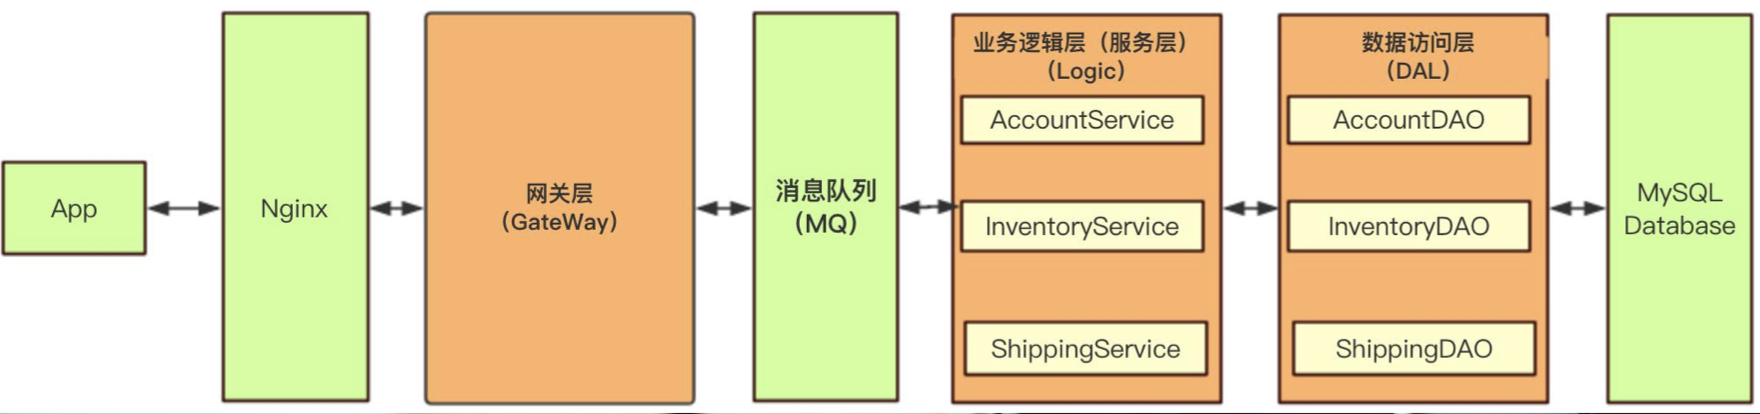 App
Nginx
网关层
（GateWay）
消息队列
（MQ）
业务逻辑层（服务层）
（Logic）
AccountService
InventoryService
ShippingService
数据访问层
（DAL）
AccountDAO
InventoryDAO
ShippingDAO
MySQL
Database